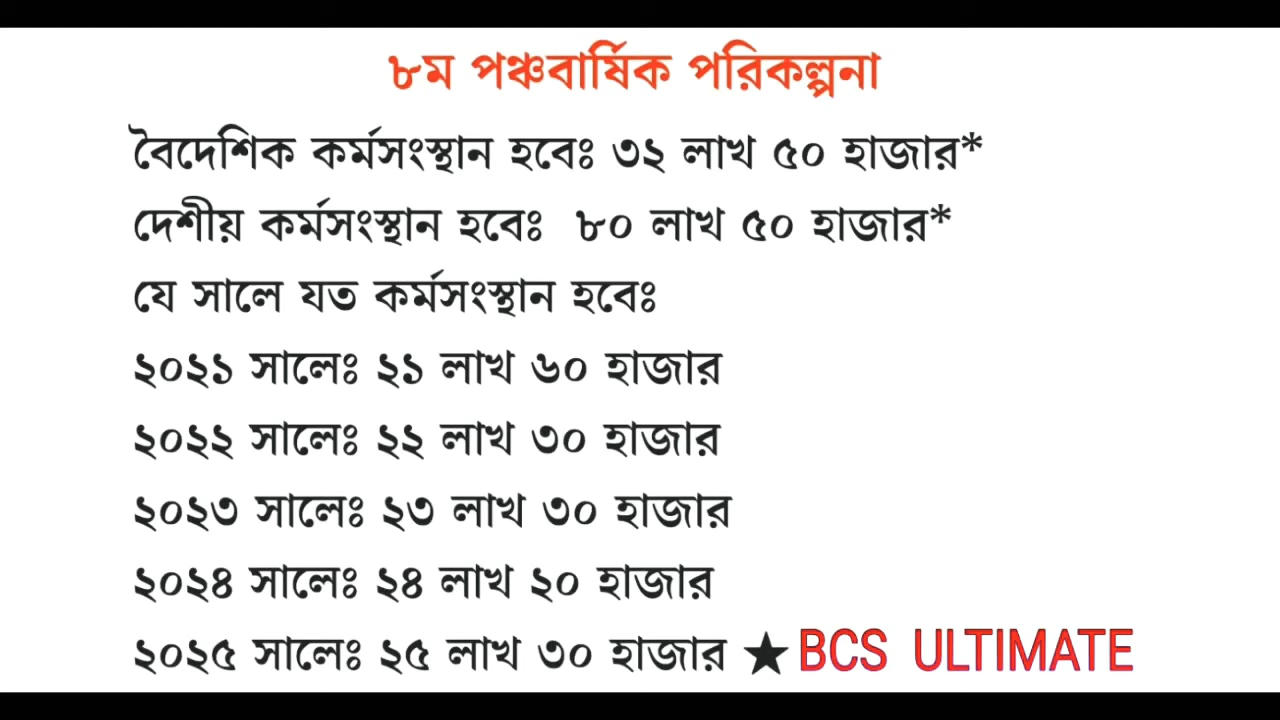 ৮ম পঞ্চবার্ষিক পরিকল্পনা
বৈদেশিক কর্মসংস্থান হবেঃ ৩২ লাখ ৫০ হাজার*
দেশীয় কর্মসংস্থান হবেঃ ৮০ লাখ ৫০ হাজার*
যে সালে যত কর্মসংস্থান হবেঃ
২০২১ সালেঃ ২১ লাখ ৬০ হাজার
২০২২ সালেঃ ২২ লাখ ৩০ হাজার
২০২৩ সালেঃ ২৩ লাখ ৩০ হাজার
২০২৪ সালেঃ ২৪ লাখ ২০ হাজার
২০২৫ সালেঃ ২৫ লাখ ৩০ হাজার ★ BCS ULTIMATE